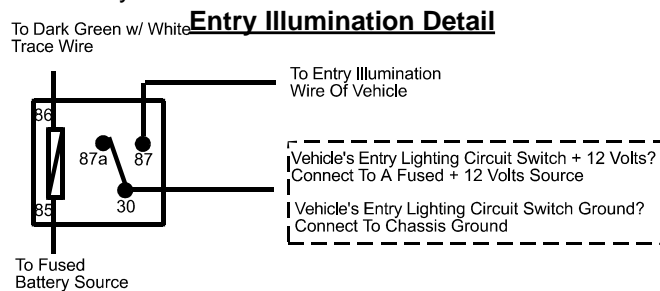 Entry Illumination Detail
To Dark Green w/ White
Trace Wire
To Entry Illumination
Wire Of Vehicle
86
87a
87
85
30
Vehicle's Entry Lighting Circuit Switch + 12 Volts?
Connect To A Fused + 12 Volts Source
Vehicle's Entry Lighting Circuit Switch Ground?
Connect To Chassis Ground
To Fused
Battery Source